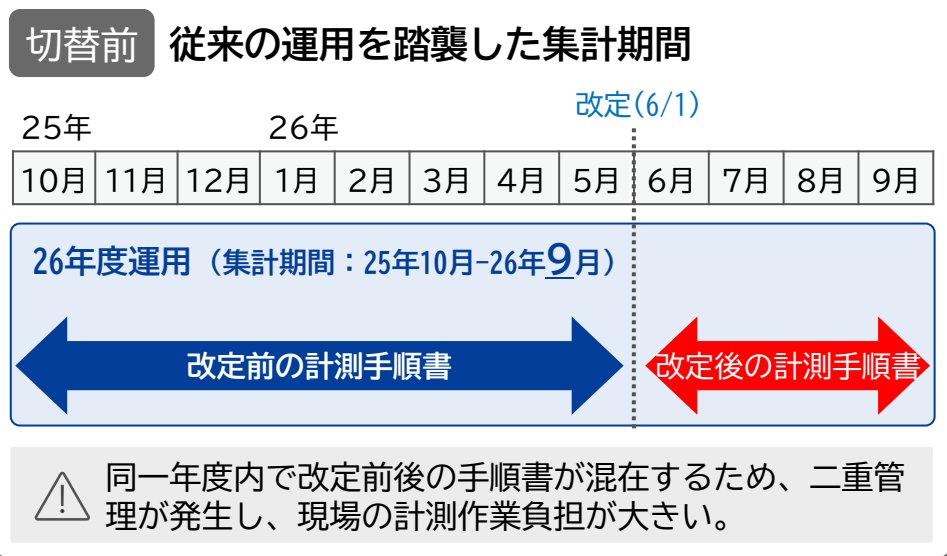 切替前 従来の運用を踏襲した集計期間
改定(6/1)
25年 26年
10月 11月 12月 1月 2月 3月 4月 5月 6月 7月 8月 9月
26年度運用（集計期間：25年10月-26年9月）
改定前の計測手順書 改定後の計測手順書
同一年度内で改定前後の手順書が混在するため、二重管
理が発生し、現場の計測作業負担が大きい。